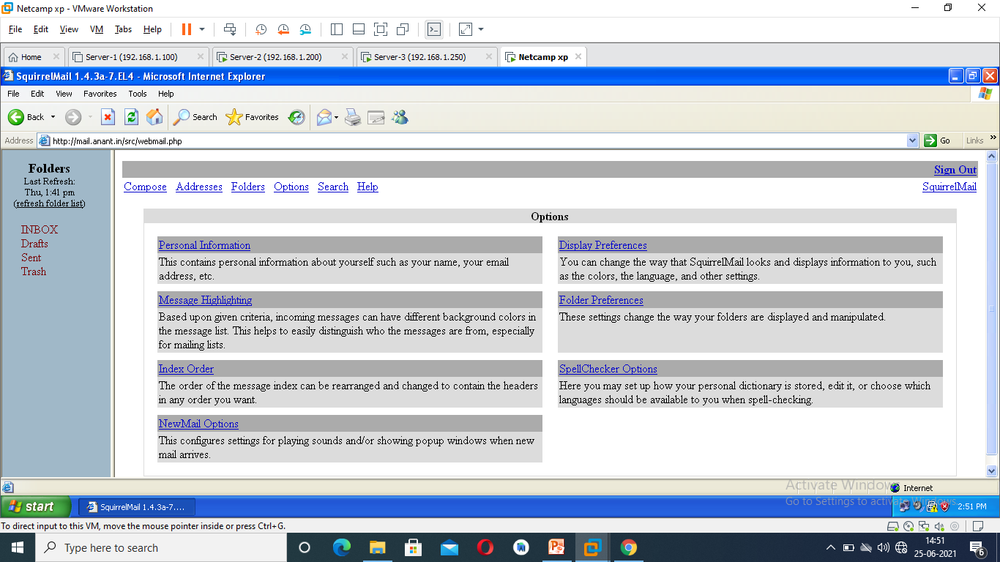 Netcamp xp - VMware Workstation
File Edit View VM Tabs Help
Home Server-1 (192.168.1.100) Server-2 (192.168.1.200) Server-3 (192.168.1.250) Netcamp xp
SquirrelMail 1.4.3a-7.EL4 - Microsoft Internet Explorer
File Edit View Favorites Tools Help
Back Search Favorites
Address http://mail.anant.in/src/webmail.php Go Links »
Folders
Last Refresh:
Thu, 1:41 pm
(refresh folder list)
INBOX
Drafts
Sent
Trash
Sign Out
Compose Addresses Folders Options Search Help SquirrelMail
Options
Personal Information
This contains personal information about yourself such as your name, your email
address, etc.
Display Preferences
You can change the way that SquirrelMail looks and displays information to you, such
as the colors, the language, and other settings.
Message Highlighting
Based upon given criteria, incoming messages can have different background colors in
the message list. This helps to easily distinguish who the messages are from, especially
for mailing lists.
Folder Preferences
These settings change the way your folders are displayed and manipulated.
Index Order
The order of the message index can be rearranged and changed to contain the headers
in any order you want.
SpellChecker Options
Here you may set up how your personal dictionary is stored, edit it, or choose which
languages should be available to you when spell-checking.
NewMail Options
This configures settings for playing sounds and/or showing popup windows when new
mail arrives.
Activate Windows
Internet
Go to Settings to activate Windows.
start SquirrelMail 1.4.3a-7.... 2:51 PM
To direct input to this VM, move the mouse pointer inside or press Ctrl+G.
Type here to search
14:51
25-06-2021
6